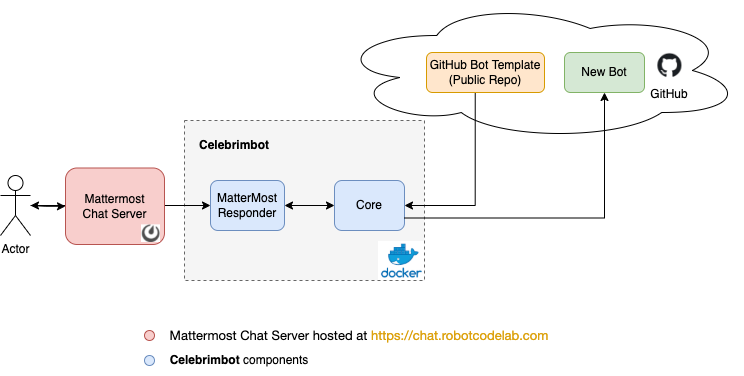 GitHub Bot Template
(Public Repo)
New Bot
GitHub
Celebrimbot
Mattermost
Chat Server
MatterMost
Responder
Core
Actor
docker
Mattermost Chat Server hosted at https://chat.robotcodelab.com
Celebrimbot components